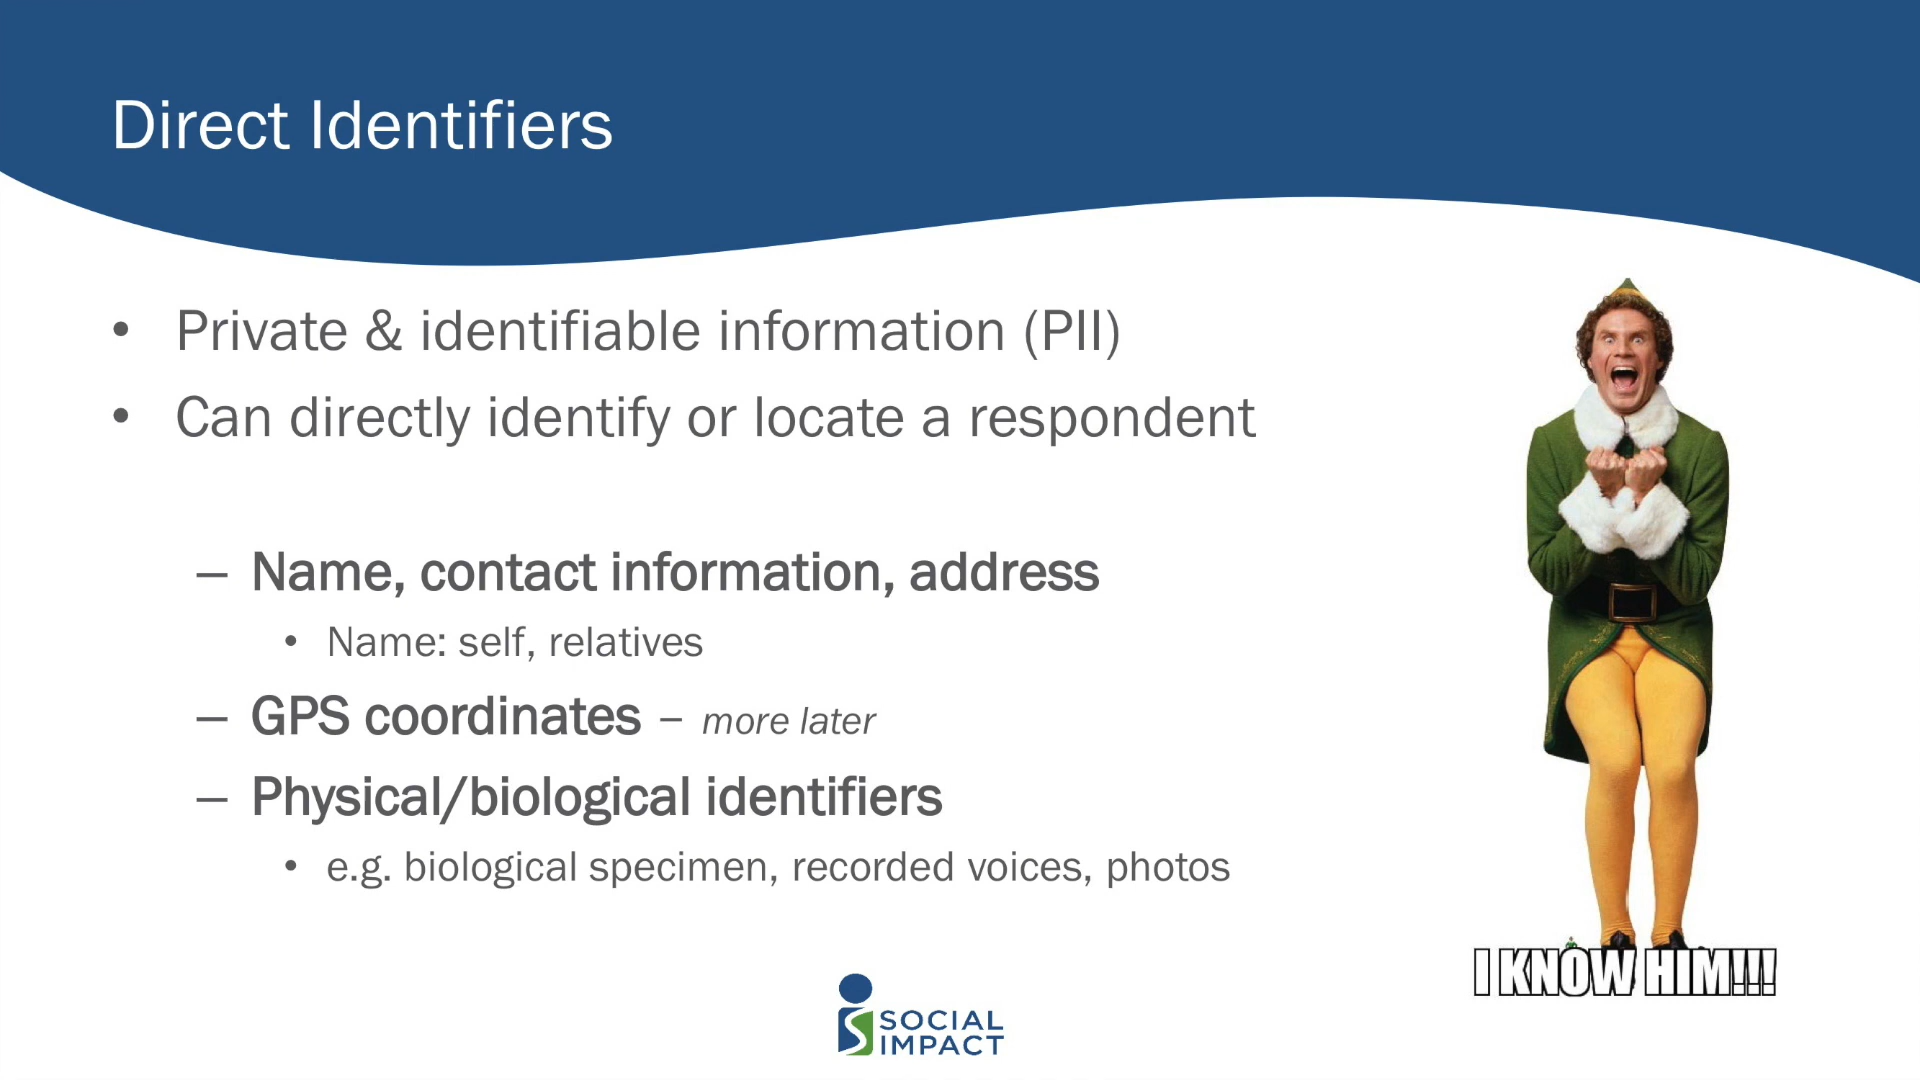 Direct Identifiers
• Private & identifiable information (PII)
• Can directly identify or locate a respondent
– Name, contact information, address
• Name: self, relatives
– GPS coordinates – more later
– Physical/biological identifiers
• e.g. biological specimen, recorded voices, photos
I KNOW HIM!!!
SOCIAL
IMPACT